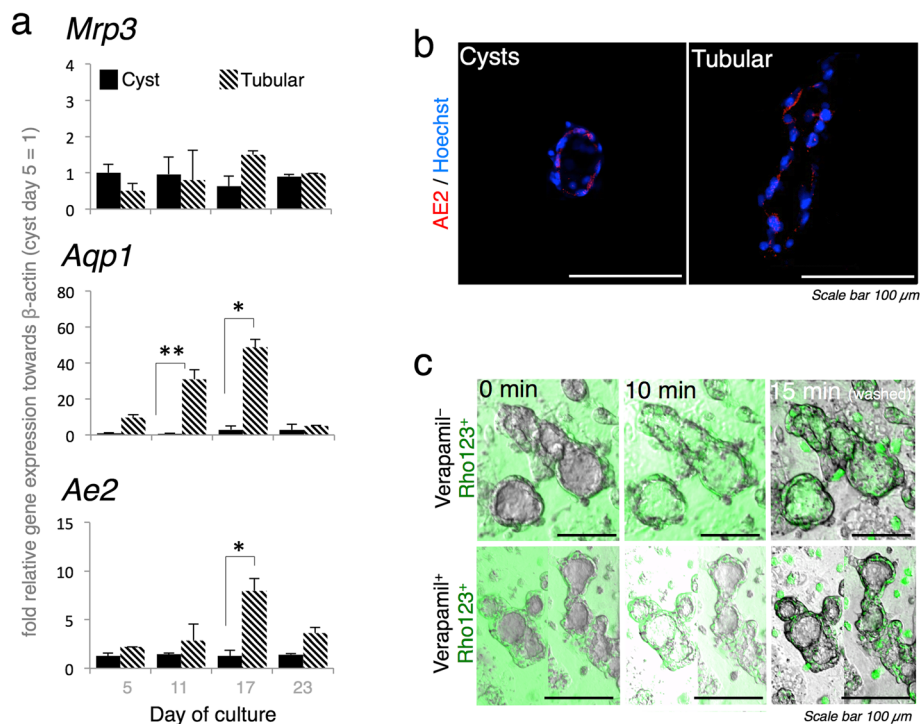 a
Mrp3
4
3
2
1
0
Cyst
Tubular
Aqp1
80
60
40
20
0
**
*
Ae2
15
10
5
0
*
5 11 17 23
Day of culture
fold relative gene expression towards β-actin (cyst day 5 = 1)
b
Cysts
Tubular
AE2 / Hoechst
Scale bar 100 µm
c
0 min
10 min
15 min (washed)
Verapamil⁻
Rho123⁺
Verapamil⁺
Rho123⁺
Scale bar 100 µm